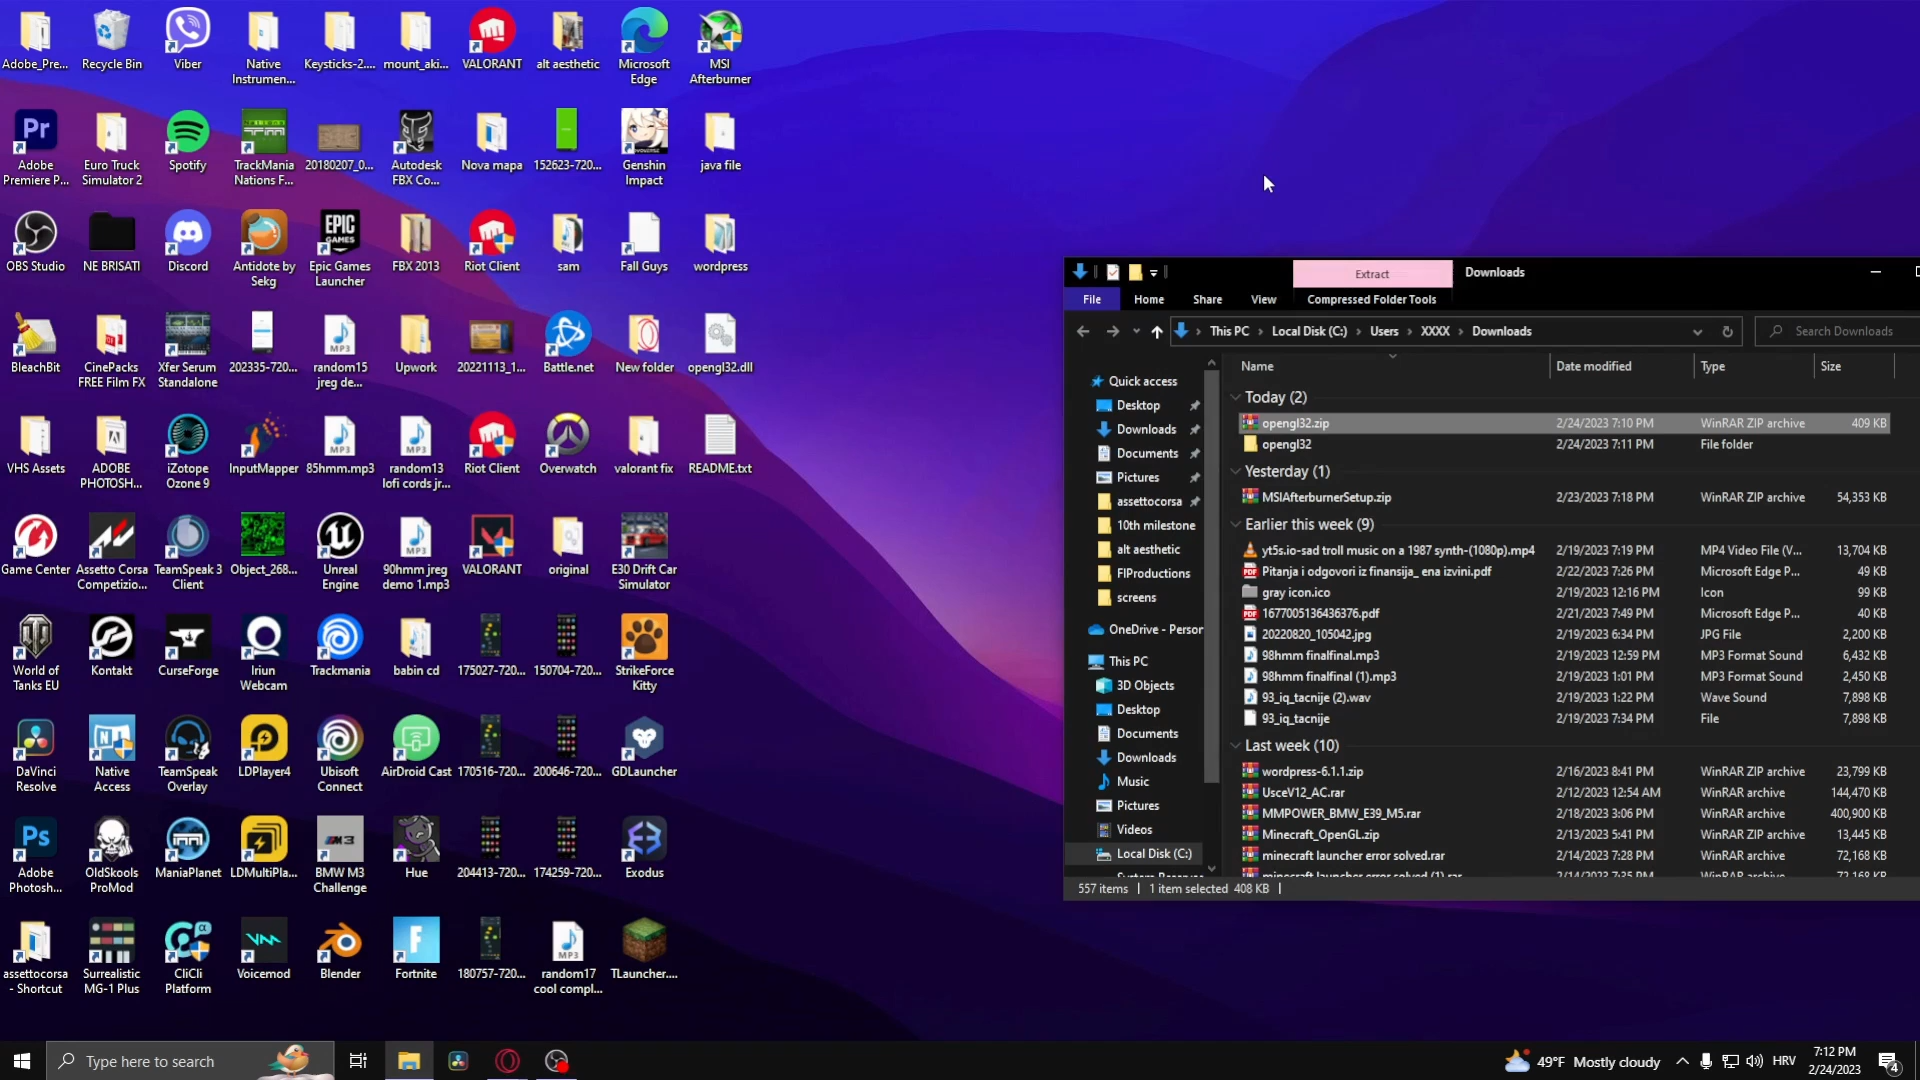 Adobe_Pre...
Recycle Bin
Viber
Native
Instrumen...
Keysticks-2....
mount_aki...
VALORANT
alt aesthetic
Microsoft
Edge
MSI
Afterburner
Adobe
Premiere P...
Euro Truck
Simulator 2
Spotify
TrackMania
Nations F...
20180207_0...
Autodesk
FBX Co...
Nova mapa
152623-720...
Genshin
Impact
java file
OBS Studio
NE BRISATI
Discord
Antidote by
Sekg
Epic Games
Launcher
FBX 2013
Riot Client
sam
Fall Guys
wordpress
BleachBit
CinePacks
FREE Film FX
Xfer Serum
Standalone
202335-720...
random15
jreg de...
Upwork
20221113_1...
Battle.net
New folder
opengl32.dll
VHS Assets
ADOBE
PHOTOSH...
iZotope
Ozone 9
InputMapper
85hmm.mp3
random13
lofi cords jr...
Riot Client
Overwatch
valorant fix
README.txt
Game Center
Assetto Corsa
Competizio...
TeamSpeak 3
Client
Object_268...
Unreal
Engine
90hmm jreg
demo 1.mp3
VALORANT
original
E30 Drift Car
Simulator
World of
Tanks EU
Kontakt
CurseForge
Iriun
Webcam
Trackmania
babin cd
175027-720...
150704-720...
StrikeForce
Kitty
DaVinci
Resolve
Native
Access
TeamSpeak
Overlay
LDPlayer4
Ubisoft
Connect
AirDroid Cast
170516-720...
200646-720...
GDLauncher
Adobe
Photosh...
OldSkools
ProMod
ManiaPlanet
LDMultiPla...
BMW M3
Challenge
Hue
204413-720...
174259-720...
Exodus
assettocorsa
- Shortcut
Surrealistic
MG-1 Plus
CliCli
Platform
Voicemod
Blender
Fortnite
180757-720...
random17
cool compl...
TLauncher....
Extract
Downloads
File
Home
Share
View
Compressed Folder Tools
This PC > Local Disk (C:) > Users > XXXX > Downloads
Search Downloads
Quick access
Desktop
Downloads
Documents
Pictures
assettocorsa
10th milestone
alt aesthetic
FIProductions
screens
OneDrive - Person
This PC
3D Objects
Desktop
Documents
Downloads
Music
Pictures
Videos
Local Disk (C:)
Name Date modified Type Size
Today (2)
opengl32.zip 2/24/2023 7:10 PM WinRAR ZIP archive 409 KB
opengl32 2/24/2023 7:11 PM File folder
Yesterday (1)
MSIAfterburnerSetup.zip 2/23/2023 7:18 PM WinRAR ZIP archive 54,353 KB
Earlier this week (9)
yt5s.io-sad troll music on a 1987 synth-(1080p).mp4 2/19/2023 7:19 PM MP4 Video File (V... 13,704 KB
Pitanja i odgovori iz finansija_ ena izvini.pdf 2/22/2023 7:26 PM Microsoft Edge P... 49 KB
gray icon.ico 2/19/2023 12:16 PM Icon 99 KB
1677005136436376.pdf 2/21/2023 7:49 PM Microsoft Edge P... 40 KB
20220820_105042.jpg 2/19/2023 6:34 PM JPG File 2,200 KB
98hmm finalfinal.mp3 2/19/2023 12:59 PM MP3 Format Sound 6,432 KB
98hmm finalfinal (1).mp3 2/19/2023 1:01 PM MP3 Format Sound 2,450 KB
93_iq_tacnije (2).wav 2/19/2023 1:22 PM Wave Sound 7,898 KB
93_iq_tacnije 2/19/2023 7:34 PM File 7,898 KB
Last week (10)
wordpress-6.1.1.zip 2/16/2023 8:41 PM WinRAR ZIP archive 23,799 KB
UsceV12_AC.rar 2/12/2023 12:54 AM WinRAR archive 144,470 KB
MMPOWER_BMW_E39_M5.rar 2/18/2023 3:06 PM WinRAR archive 400,900 KB
Minecraft_OpenGL.zip 2/13/2023 5:41 PM WinRAR ZIP archive 13,445 KB
minecraft launcher error solved.rar 2/14/2023 7:28 PM WinRAR archive 72,168 KB
minecraft launcher error solved (1).rar 2/14/2023 7:35 PM WinRAR archive 72,168 KB
557 items 1 item selected 408 KB
Type here to search
49°F Mostly cloudy
HRV
7:12 PM
2/24/2023
4